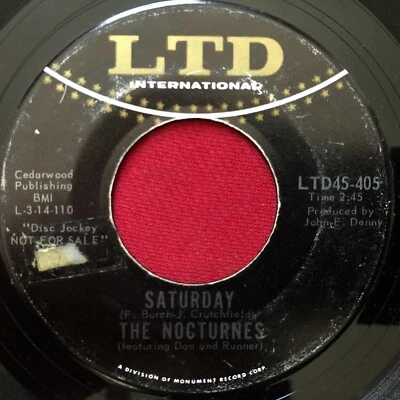 LTD
INTERNATIONAL
Cedarwood
Publishing
BMI
L-3-14-110
"Disc Jockey
NOT FOR SALE"
LTD45-405
Time 2:45
Produced by
John E. Denny
SATURDAY
(F. Burch-J. Crutchfield)
THE NOCTURNES
(featuring Dan and Runner)
A DIVISION OF MONUMENT RECORD CORP.